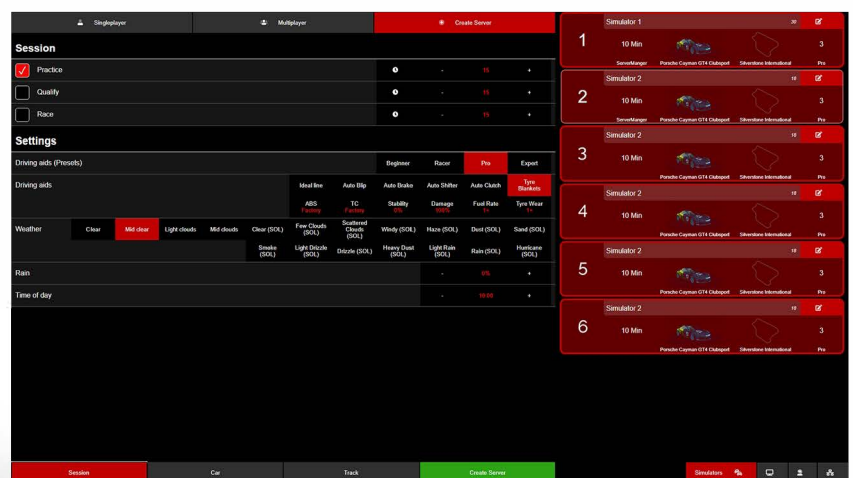 Singleplayer Multiplayer Create Server
Session
Practice - 15 +
Qualify - 15 +
Race - 15 +
Settings
Driving aids (Presets) Beginner Racer Pro Expert
Driving aids Ideal line Auto Blip Auto Brake Auto Shifter Auto Clutch Tyre Blankets
ABS Factory TC Factory Stability 0% Damage 100% Fuel Rate 1× Tyre Wear 1×
Weather Clear Mid clear Light clouds Mid clouds Clear (SOL) Few Clouds (SOL) Scattered Clouds (SOL) Windy (SOL) Haze (SOL) Dust (SOL) Sand (SOL)
Smoke (SOL) Light Drizzle (SOL) Drizzle (SOL) Heavy Dust (SOL) Light Rain (SOL) Rain (SOL) Hurricane (SOL)
Rain - 0% +
Time of day - +
Session Car Track Create Server
Simulator 1
1 10 Min 3
ServerManger Porsche Cayman GT4 Clubsport Silverstone International Pro
Simulator 2
2 10 Min 3
ServerManger Porsche Cayman GT4 Clubsport Silverstone International Pro
Simulator 2
3 10 Min 3
Porsche Cayman GT4 Clubsport Silverstone International Pro
Simulator 2
4 10 Min 3
Porsche Cayman GT4 Clubsport Silverstone International Pro
Simulator 2
5 10 Min 3
Porsche Cayman GT4 Clubsport Silverstone International Pro
Simulator 2
6 10 Min 3
Porsche Cayman GT4 Clubsport Silverstone International Pro
Simulators